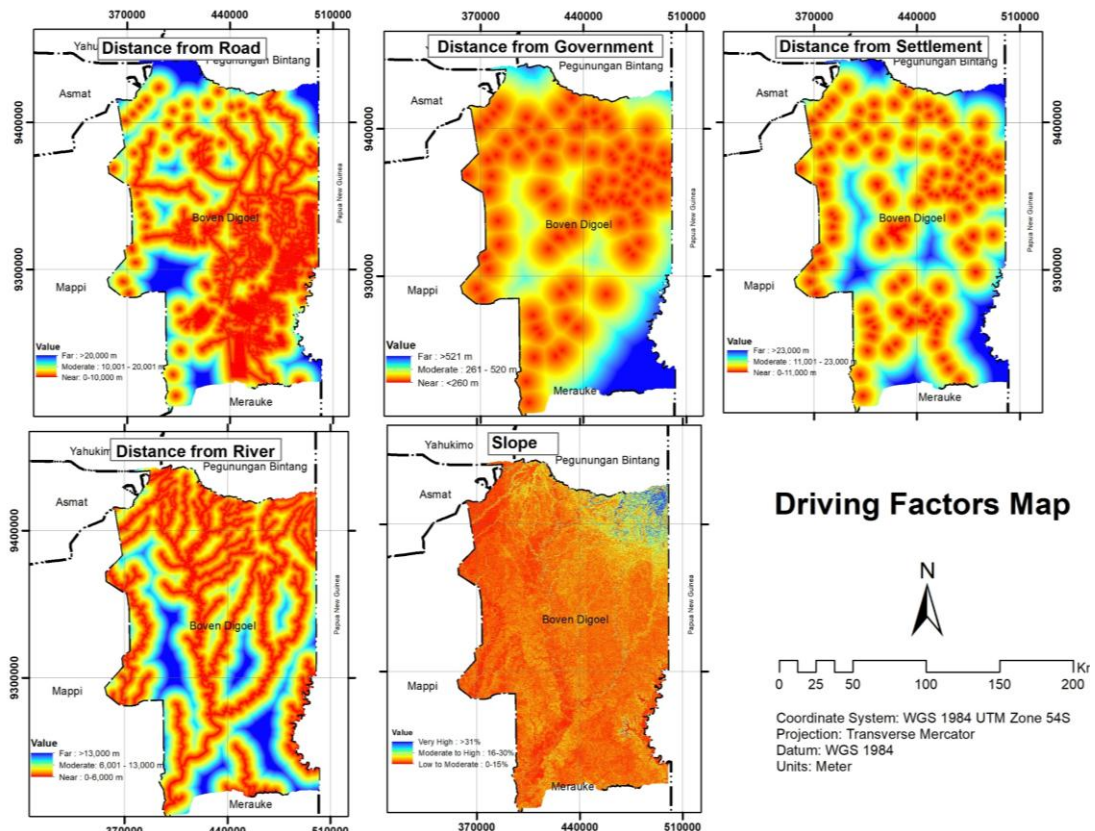 370000 440000 510000
370000 440000 510000
370000 440000 510000
Distance from Road
Pegunungan Bintang
Asmat
Boven Digoel
Papua New Guinea
Mappi
Merauke
9400000
9300000
Value
Far : >20,000 m
Moderate : 10,001 - 20,001 m
Near : 0-10,000 m
Distance from Government
Pegunungan Bintang
Asmat
Boven Digoel
Papua New Guinea
Mappi
Merauke
9400000
9300000
Value
Far : >521 m
Moderate : 261 - 520 m
Near : <260 m
Distance from Settlement
Pegunungan Bintang
Asmat
Boven Digoel
Papua New Guinea
Mappi
Merauke
9400000
9300000
Value
Far : >23,000 m
Moderate : 11,001 - 23,000 m
Near : 0-11,000 m
Distance from River
Pegunungan Bintang
Asmat
Boven Digoel
Papua New Guinea
Mappi
Merauke
9400000
9300000
Value
Far : >13,000 m
Moderate: 6,001 - 13,000 m
Near : 0-6,000 m
370000 440000 510000
Slope
Yahukimo
Pegunungan Bintang
Asmat
Boven Digoel
Papua New Guinea
Mappi
Merauke
Value
Very High : >31%
Moderate to High : 16-30%
Low to Moderate : 0-15%
370000 440000 510000
Driving Factors Map
N
0 25 50 100 150 200
Coordinate System: WGS 1984 UTM Zone 54S
Projection: Transverse Mercator
Datum: WGS 1984
Units: Meter